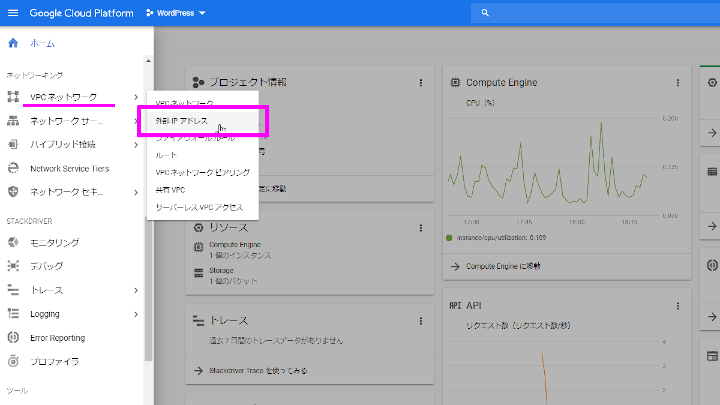 Google Cloud Platform
WordPress
ホーム
ネットワーキング
VPC ネットワーク
ネットワーク サー...
ハイブリッド接続
Network Service Tiers
ネットワーク セキ...
STACKDRIVER
モニタリング
デバッグ
トレース
Logging
Error Reporting
プロファイラ
ツール
VPC ネットワーク
外部 IP アドレス
ファイアウォール ルール
ルート
VPC ネットワーク ピアリング
共有 VPC
サーバーレス VPC アクセス
プロジェクト情報
号
定に移動
リソース
Compute Engine
1 個のインスタンス
Storage
1 個のバケット
トレース
過去 7 日間のトレースデータがありません
Stackdriver Trace を使ってみる
Compute Engine
CPU（%）
0.200
0.125
0.050
17:30
17:45
18:00
18:15
instance/cpu/utilization: 0.109
Compute Engine に移動
API API
リクエスト数（リクエスト数/秒）
4
3
2